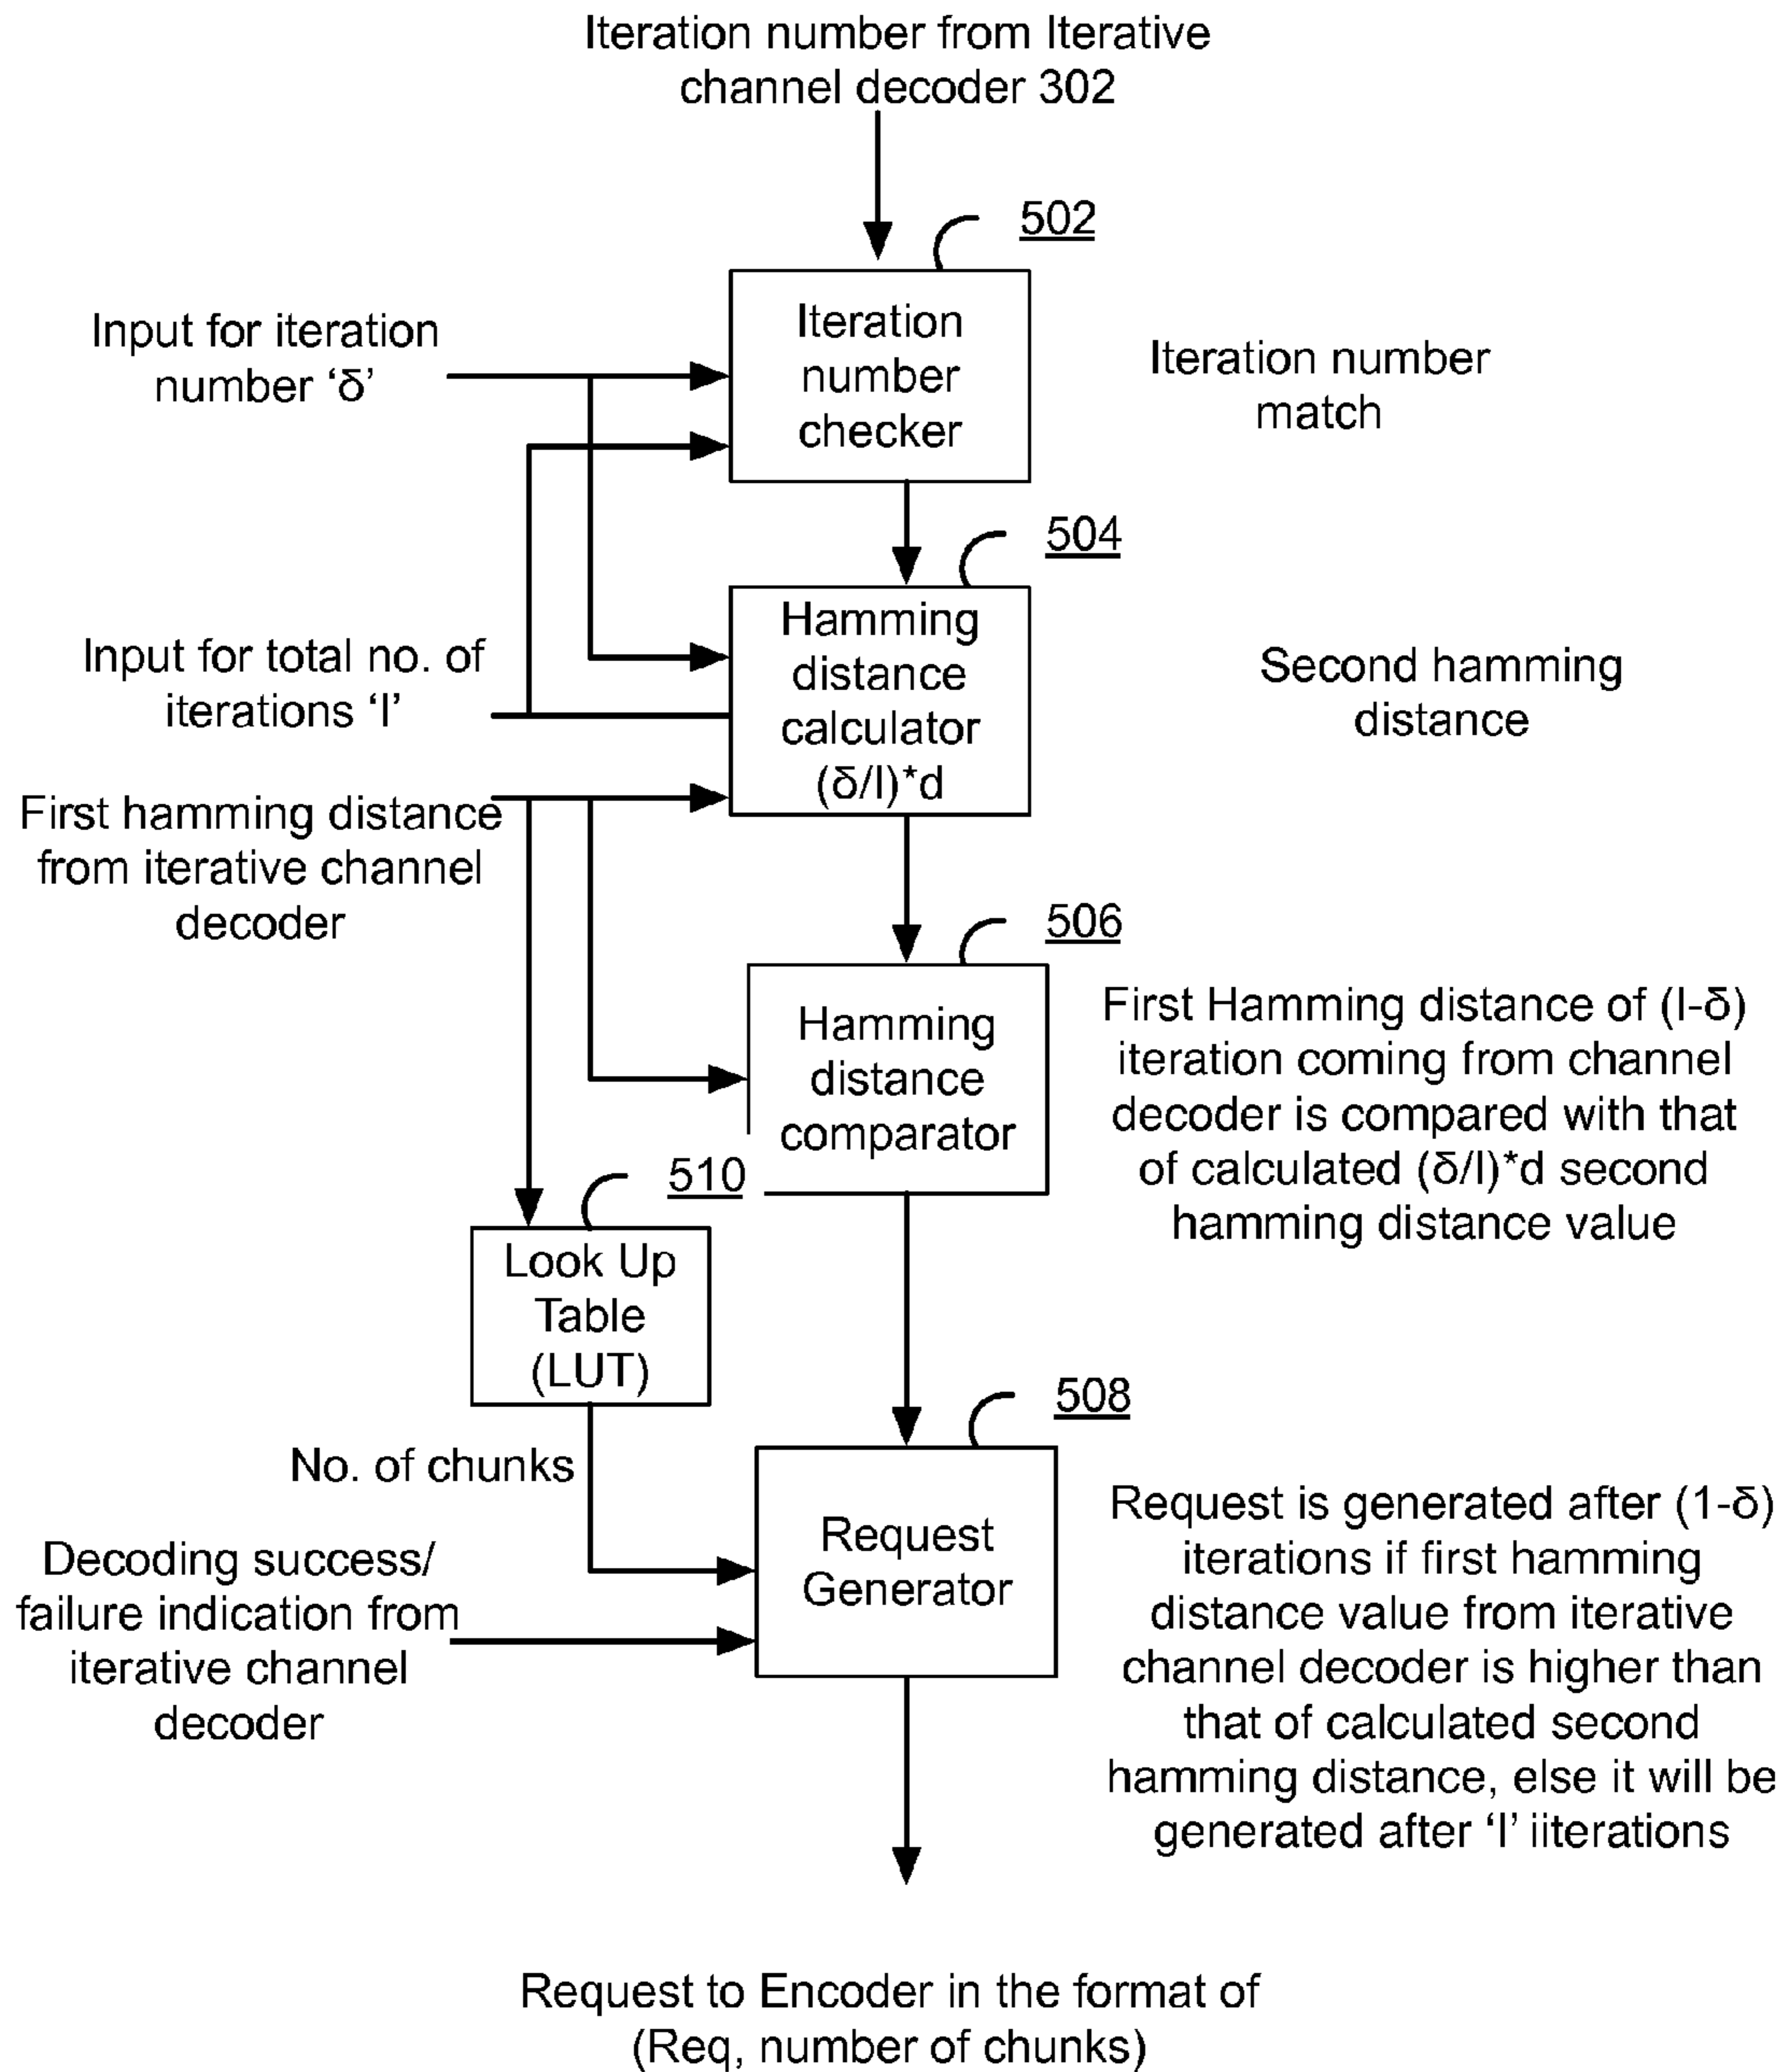 Iteration number from Iterative
channel decoder 302
502
Input for iteration
number ‘δ’
Iteration
number
checker
Iteration number
match
504
Input for total no. of
iterations ‘I’
Hamming
distance
calculator
(δ/I)*d
Second hamming
distance
First hamming distance
from iterative channel
decoder
506
Hamming
distance
comparator
First Hamming distance of (I-δ)
iteration coming from channel
decoder is compared with that
of calculated (δ/I)*d second
hamming distance value
510
Look Up
Table
(LUT)
508
No. of chunks
Decoding success/
failure indication from
iterative channel
decoder
Request
Generator
Request is generated after (1-δ)
iterations if first hamming
distance value from iterative
channel decoder is higher than
that of calculated second
hamming distance, else it will be
generated after ‘I’ iiterations
Request to Encoder in the format of
(Req, number of chunks)